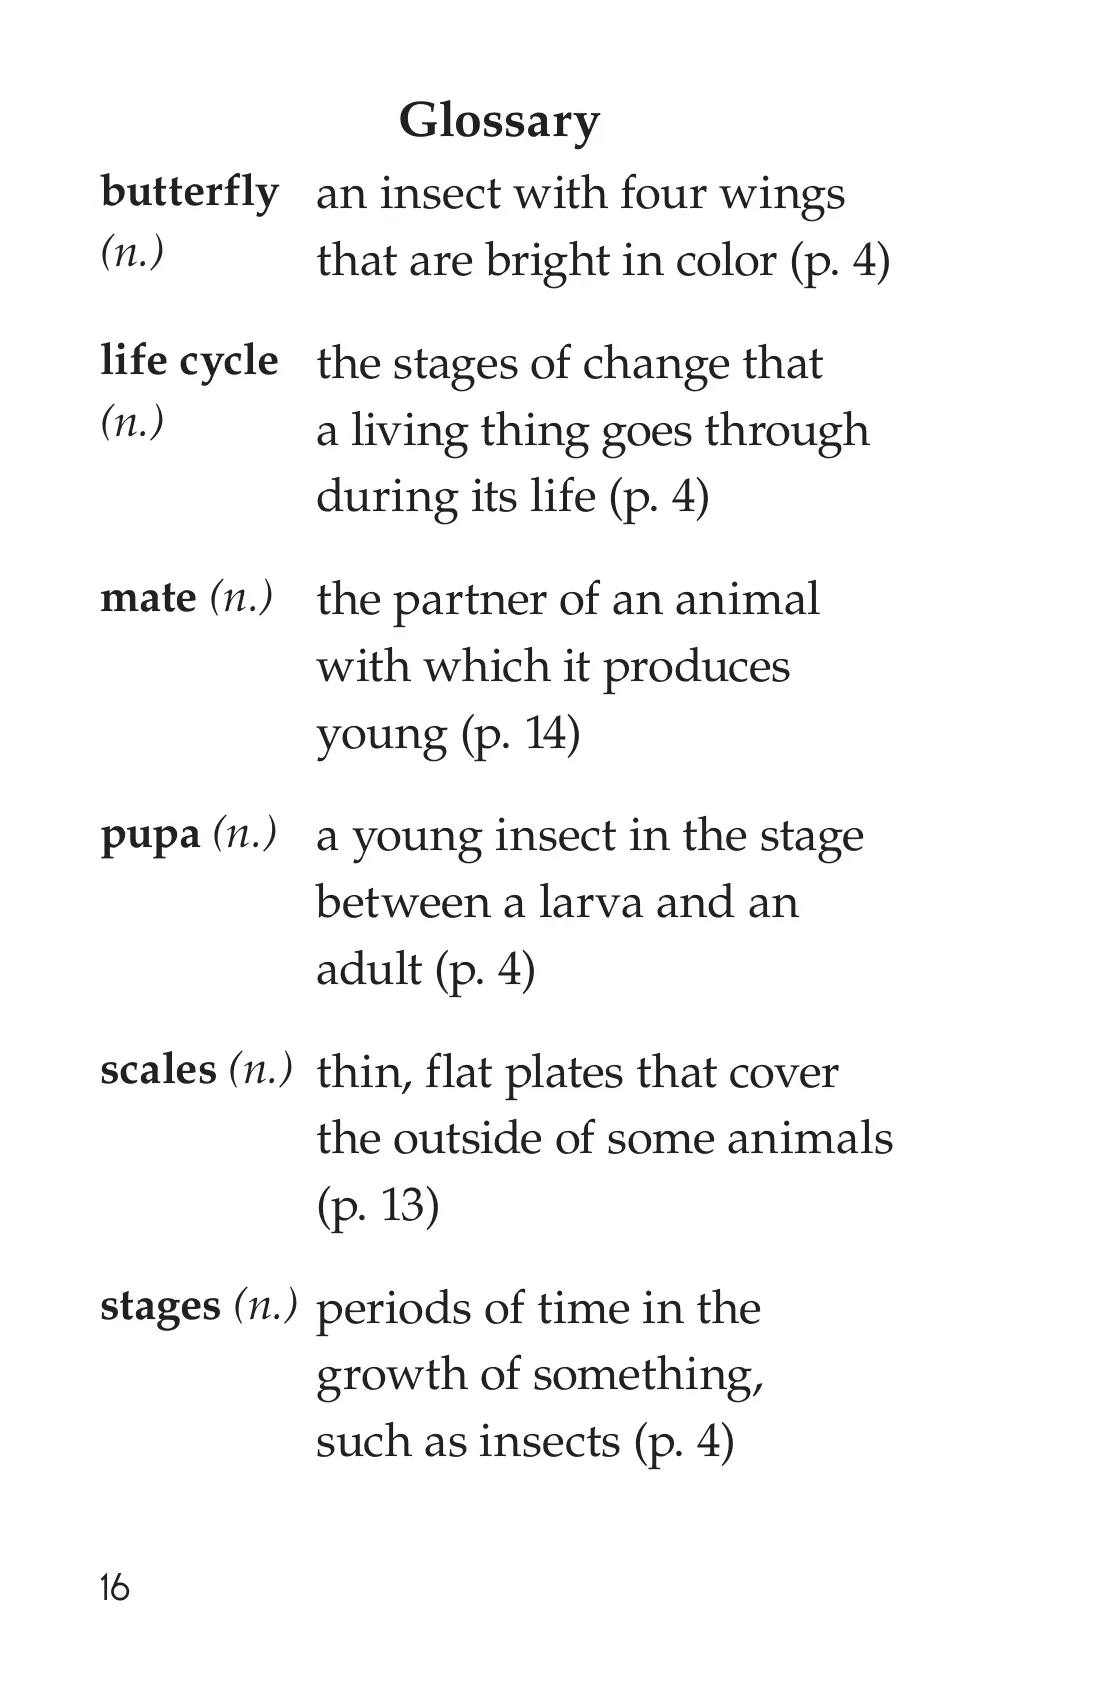 Glossary
butterfly an insect with four wings
(n.) that are bright in color (p. 4)
life cycle the stages of change that
(n.) a living thing goes through
during its life (p. 4)
mate (n.) the partner of an animal
with which it produces
young (p. 14)
pupa (n.) a young insect in the stage
between a larva and an
adult (p. 4)
scales (n.) thin, flat plates that cover
the outside of some animals
(p. 13)
stages (n.) periods of time in the
growth of something,
such as insects (p. 4)
16